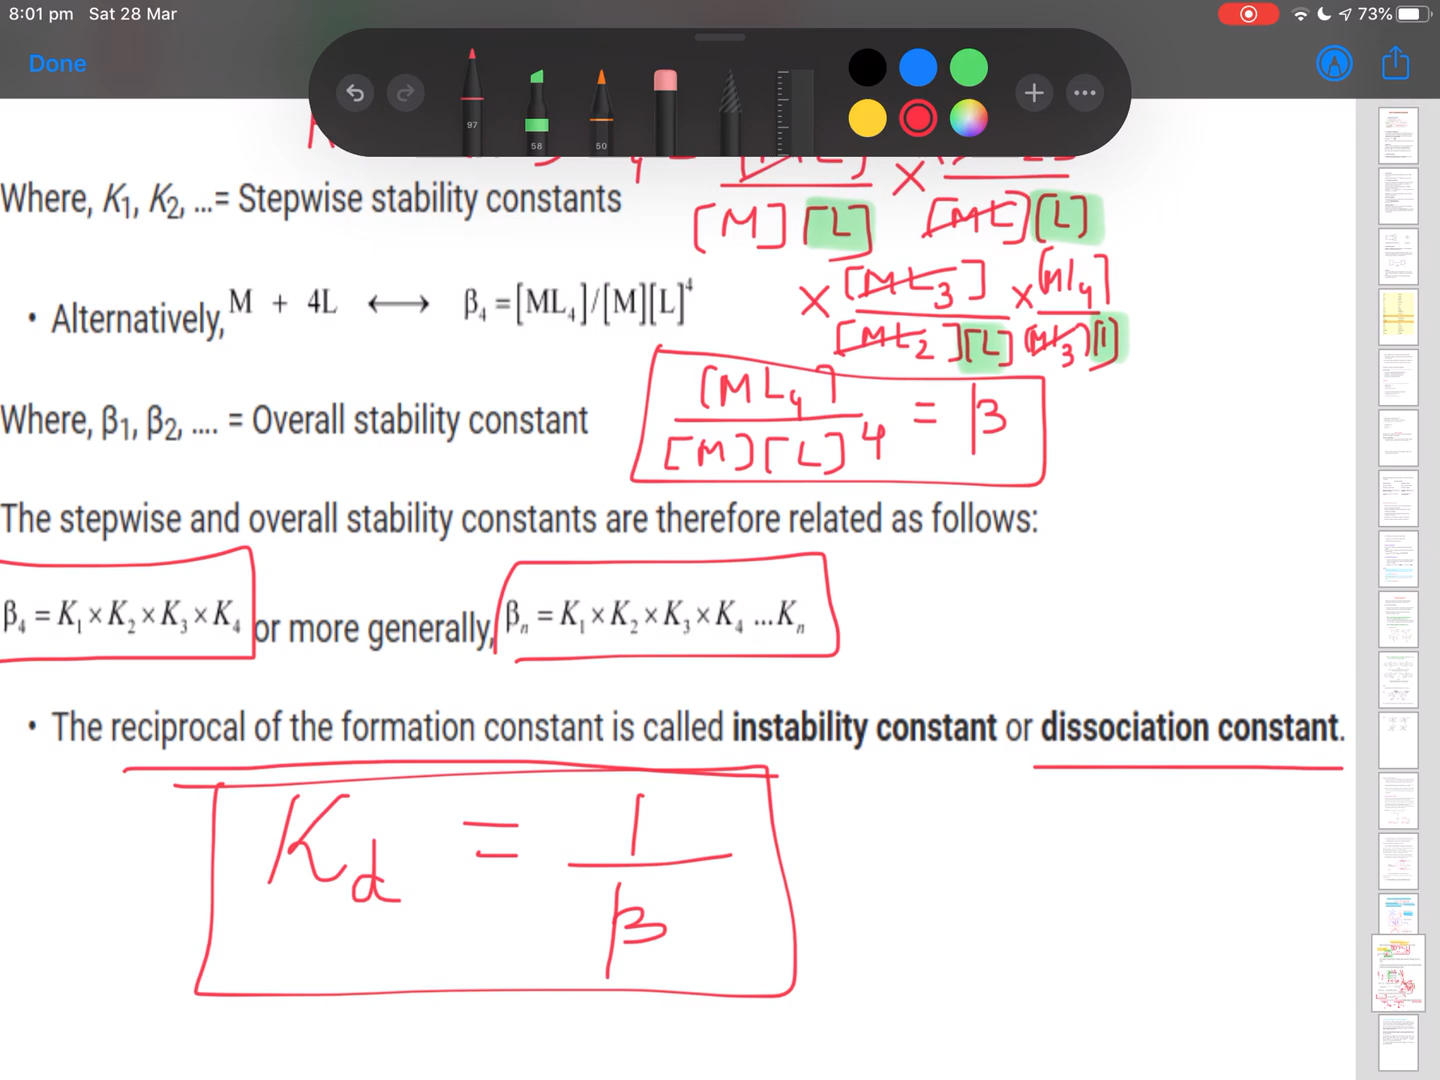 8:01 pm Sat 28 Mar
73%
Done
97
58
50
Where, K1, K2, ...= Stepwise stability constants
[M][L] [ML][L]
× [ML3] × [ML4]
[ML2][L] [ML3][L]
• Alternatively, M + 4L ⟷ β4 = [ML4]/[M][L]^4
[ML4]
[M][L]^4 = β
Where, β1, β2, .... = Overall stability constant
The stepwise and overall stability constants are therefore related as follows:
β4 = K1 × K2 × K3 × K4 or more generally, βn = K1 × K2 × K3 × K4 ...Kn
• The reciprocal of the formation constant is called instability constant or dissociation constant.
Kd = 1
β